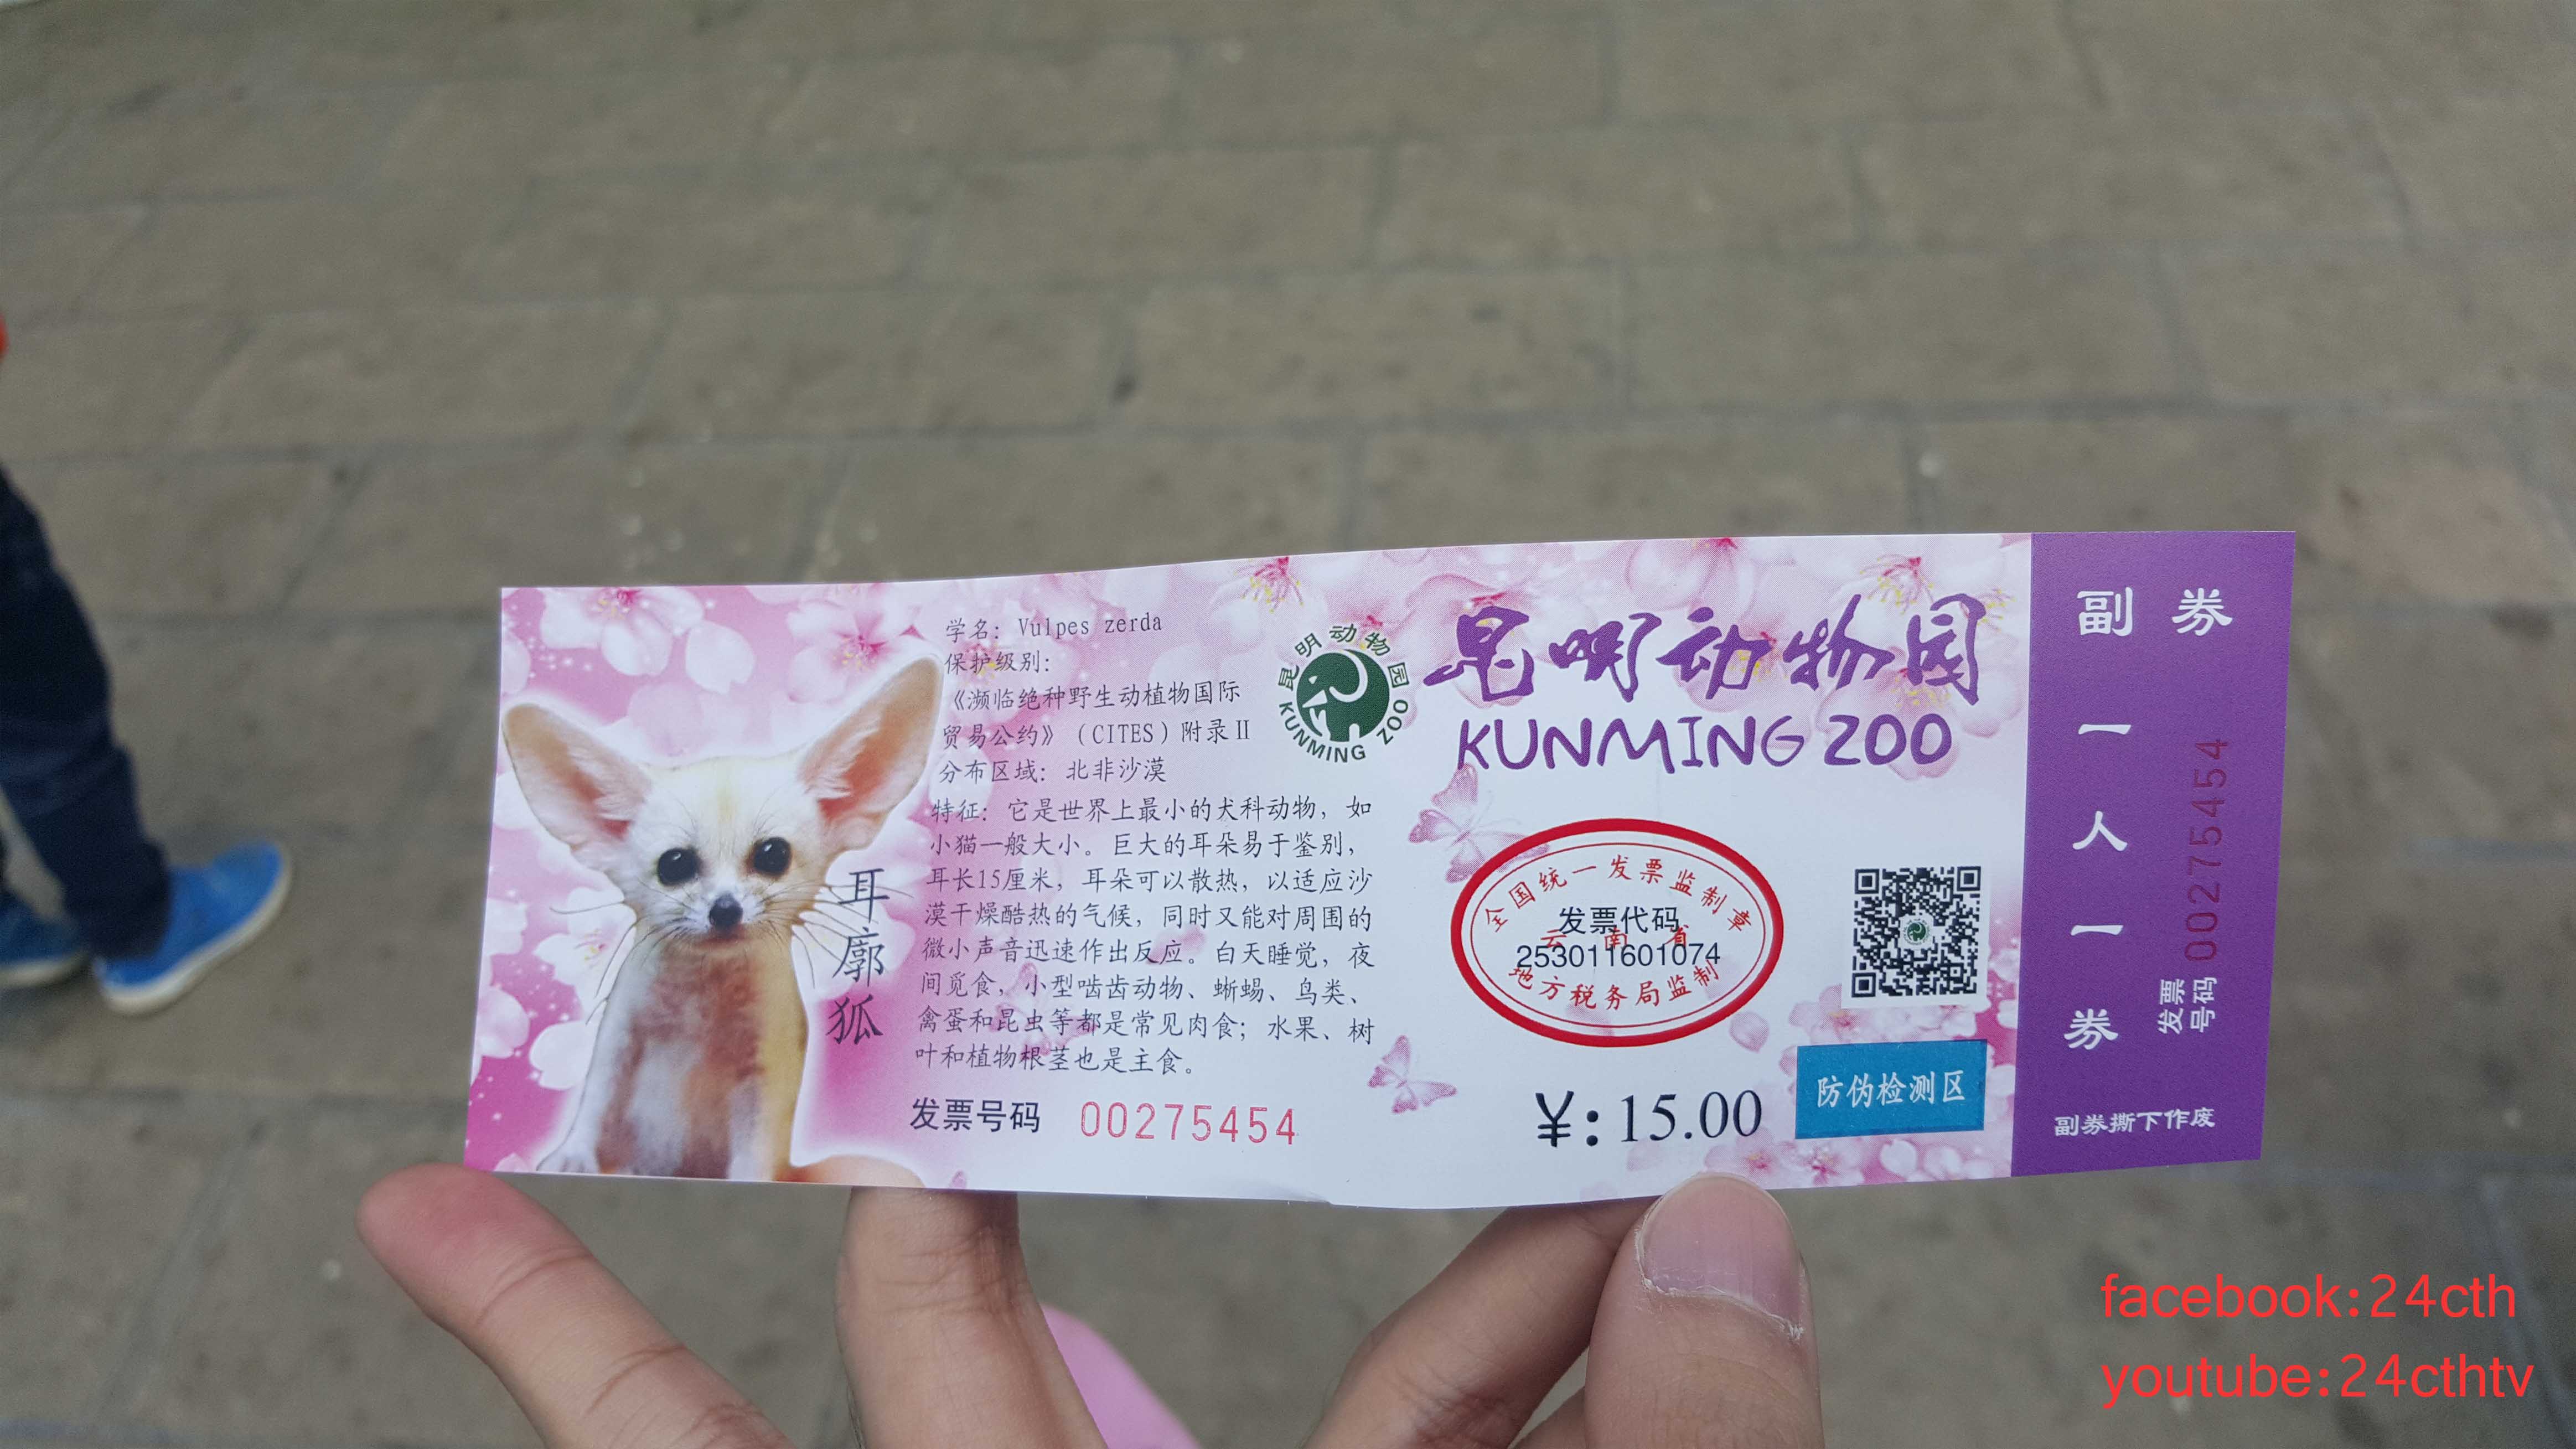 学名：Vulpes zerda
保护级别：
《濒临绝种野生动植物国际
贸易公约》（CITES）附录Ⅱ
分布区域：北非沙漠
特征：它是世界上最小的犬科动物，如
小猫一般大小。巨大的耳朵易于鉴别，
耳长15厘米，耳朵可以散热，以适应沙
漠干燥酷热的气候，同时又能对周围的
微小声音迅速作出反应。白天睡觉，夜
间觅食，小型啮齿动物、蜥蜴、鸟类、
禽蛋和昆虫等都是常见肉食；水果、树
叶和植物根茎也是主食。
耳廓狐
发票号码 00275454
昆明动物园
KUNMING ZOO
昆明动物园
KUNMING ZOO
全国统一发票监制章
发票代码
云南省
253011601074
地方税务局监制
¥:15.00
防伪检测区
副券
一人一券
发票号码 00275454
副券撕下作废
facebook:24cth
youtube:24cthtv